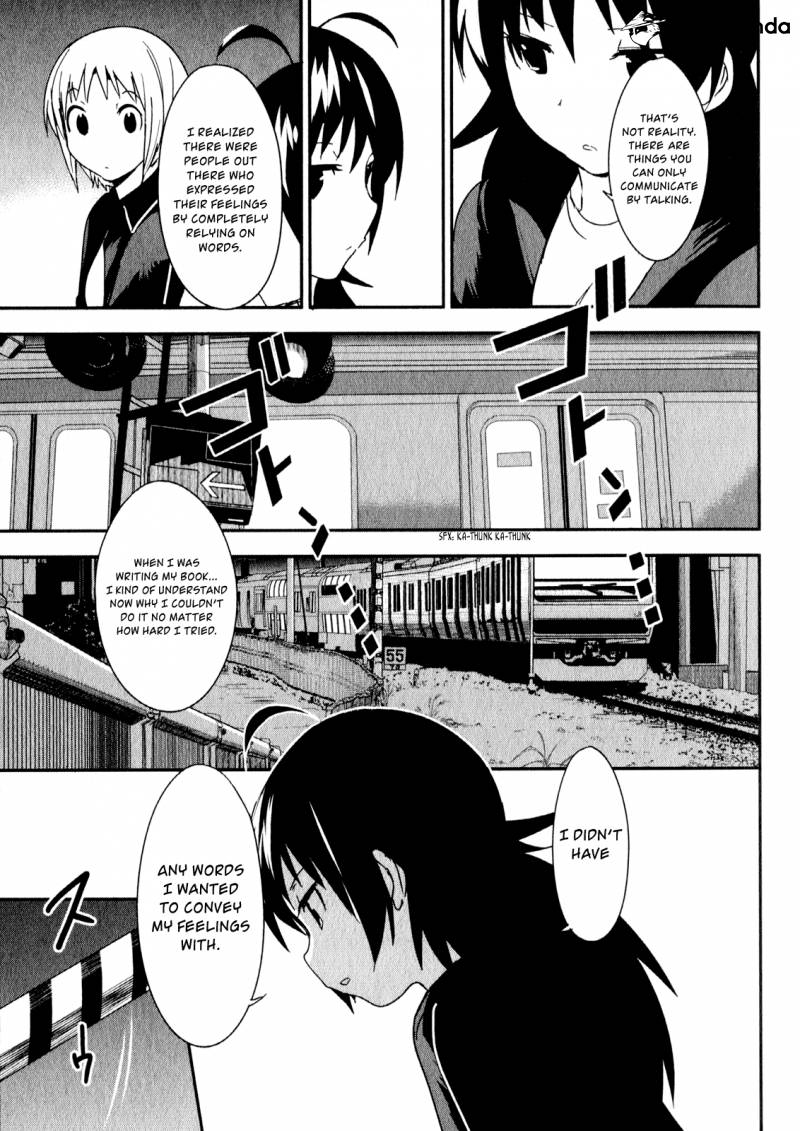 nda
THAT'S
NOT REALITY.
THERE ARE
THINGS YOU
CAN ONLY
COMMUNICATE
BY TALKING.
I REALIZED
THERE WERE
PEOPLE OUT
THERE WHO
EXPRESSED
THEIR FEELINGS
BY COMPLETELY
RELYING ON
WORDS.
ゴトン
ゴトン
SFX: KA-THUNK KA-THUNK
WHEN I WAS
WRITING MY BOOK...
I KIND OF UNDERSTAND
NOW WHY I COULDN'T
DO IT NO MATTER
HOW HARD I TRIED.
55
I DIDN'T
HAVE
ANY WORDS
I WANTED
TO CONVEY
MY FEELINGS
WITH.
スゥ